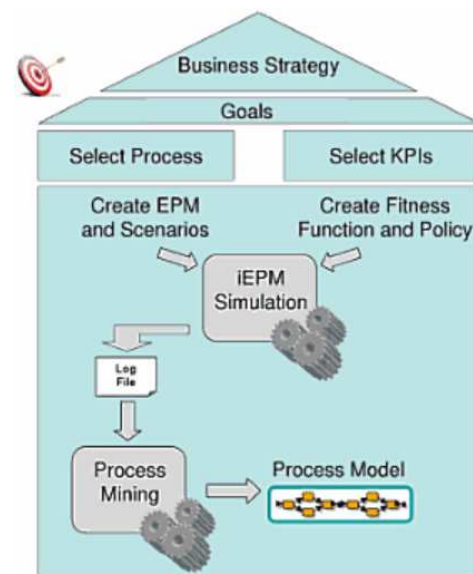 Business Strategy
Goals
Select Process
Select KPIs
Create EPM
and Scenarios
Create Fitness
Function and Policy
iEPM
Simulation
Log
File
Process
Mining
Process Model